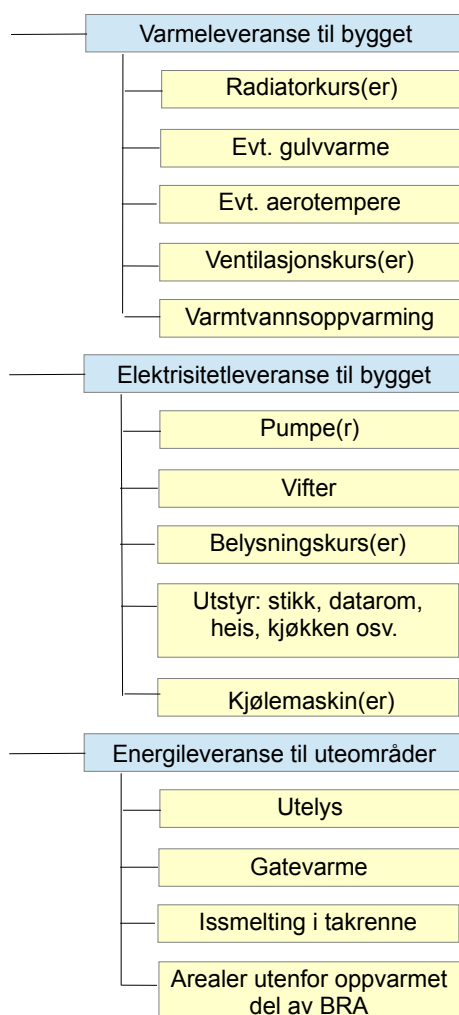 Varmeleveranse til bygget
Radiatorkurs(er)
Evt. gulvvarme
Evt. aerotempere
Ventilasjonskurs(er)
Varmtvannsoppvarming
Elektrisitetleveranse til bygget
Pumpe(r)
Vifter
Belysningskurs(er)
Utstyr: stikk, datarom,
heis, kjøkken osv.
Kjølemaskin(er)
Energileveranse til uteområder
Utelys
Gatevarme
Issmelting i takrenne
Arealer utenfor oppvarmet
del av BRA